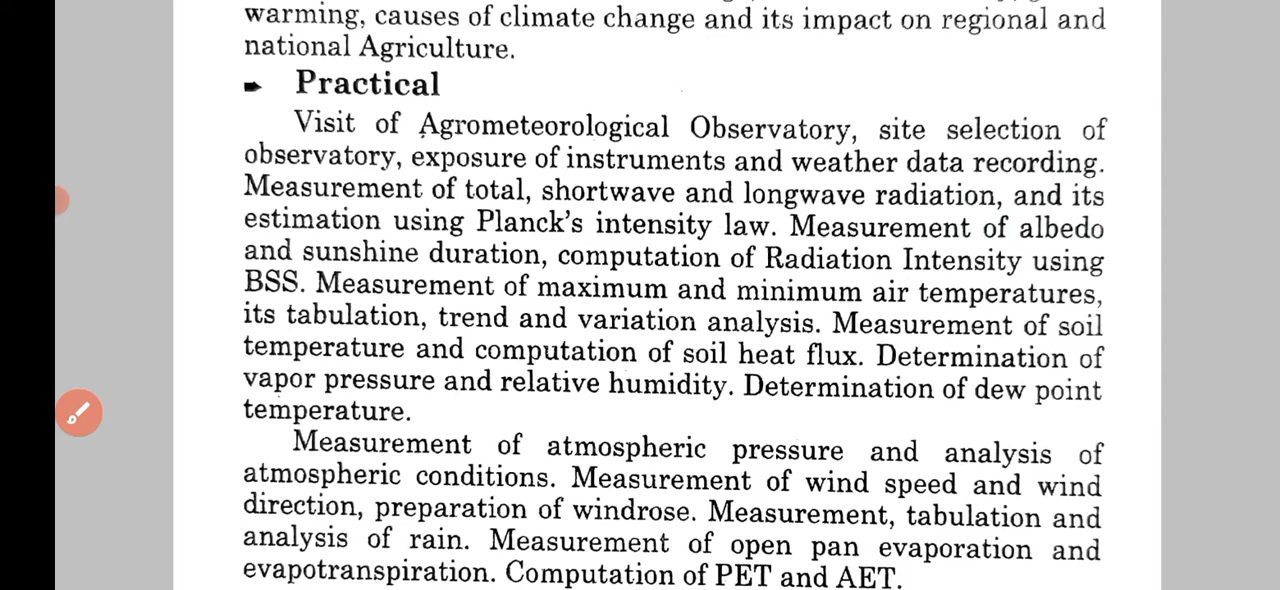 warming, causes of climate change and its impact on regional and
national Agriculture.
Practical
Visit of Agrometeorological Observatory, site selection of
observatory, exposure of instruments and weather data recording.
Measurement of total, shortwave and longwave radiation, and its
estimation using Planck's intensity law. Measurement of albedo
and sunshine duration, computation of Radiation Intensity using
BSS. Measurement of maximum and minimum air temperatures,
its tabulation, trend and variation analysis. Measurement of soil
temperature and computation of soil heat flux. Determination of
vapor pressure and relative humidity. Determination of dew point
temperature.
Measurement of atmospheric pressure and analysis of
atmospheric conditions. Measurement of wind speed and wind
direction, preparation of windrose. Measurement, tabulation and
analysis of rain. Measurement of open pan evaporation and
evapotranspiration. Computation of PET and AET.